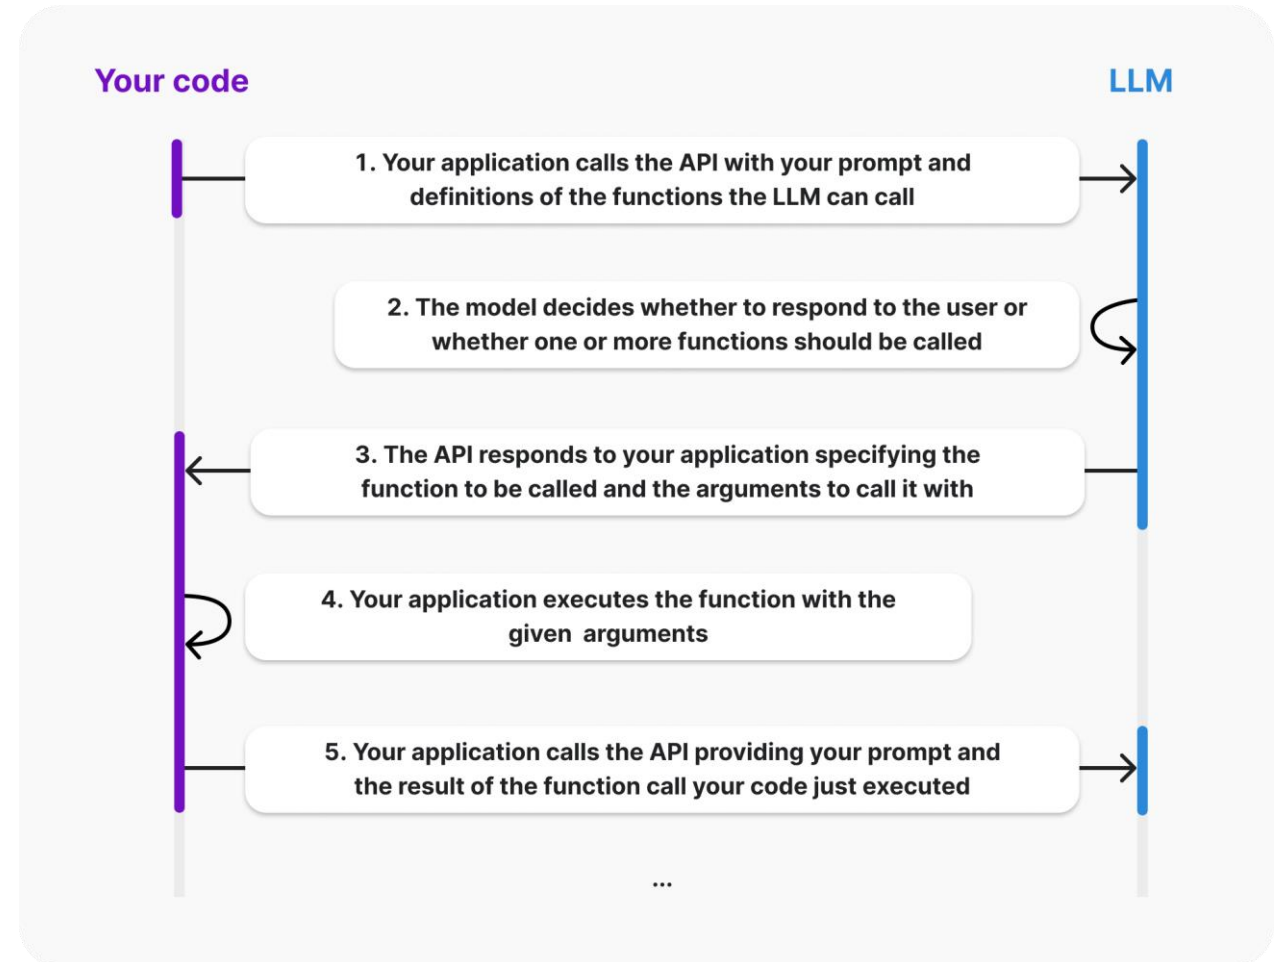 Your code
LLM
1. Your application calls the API with your prompt and
definitions of the functions the LLM can call
2. The model decides whether to respond to the user or
whether one or more functions should be called
3. The API responds to your application specifying the
function to be called and the arguments to call it with
4. Your application executes the function with the
given arguments
5. Your application calls the API providing your prompt and
the result of the function call your code just executed
...